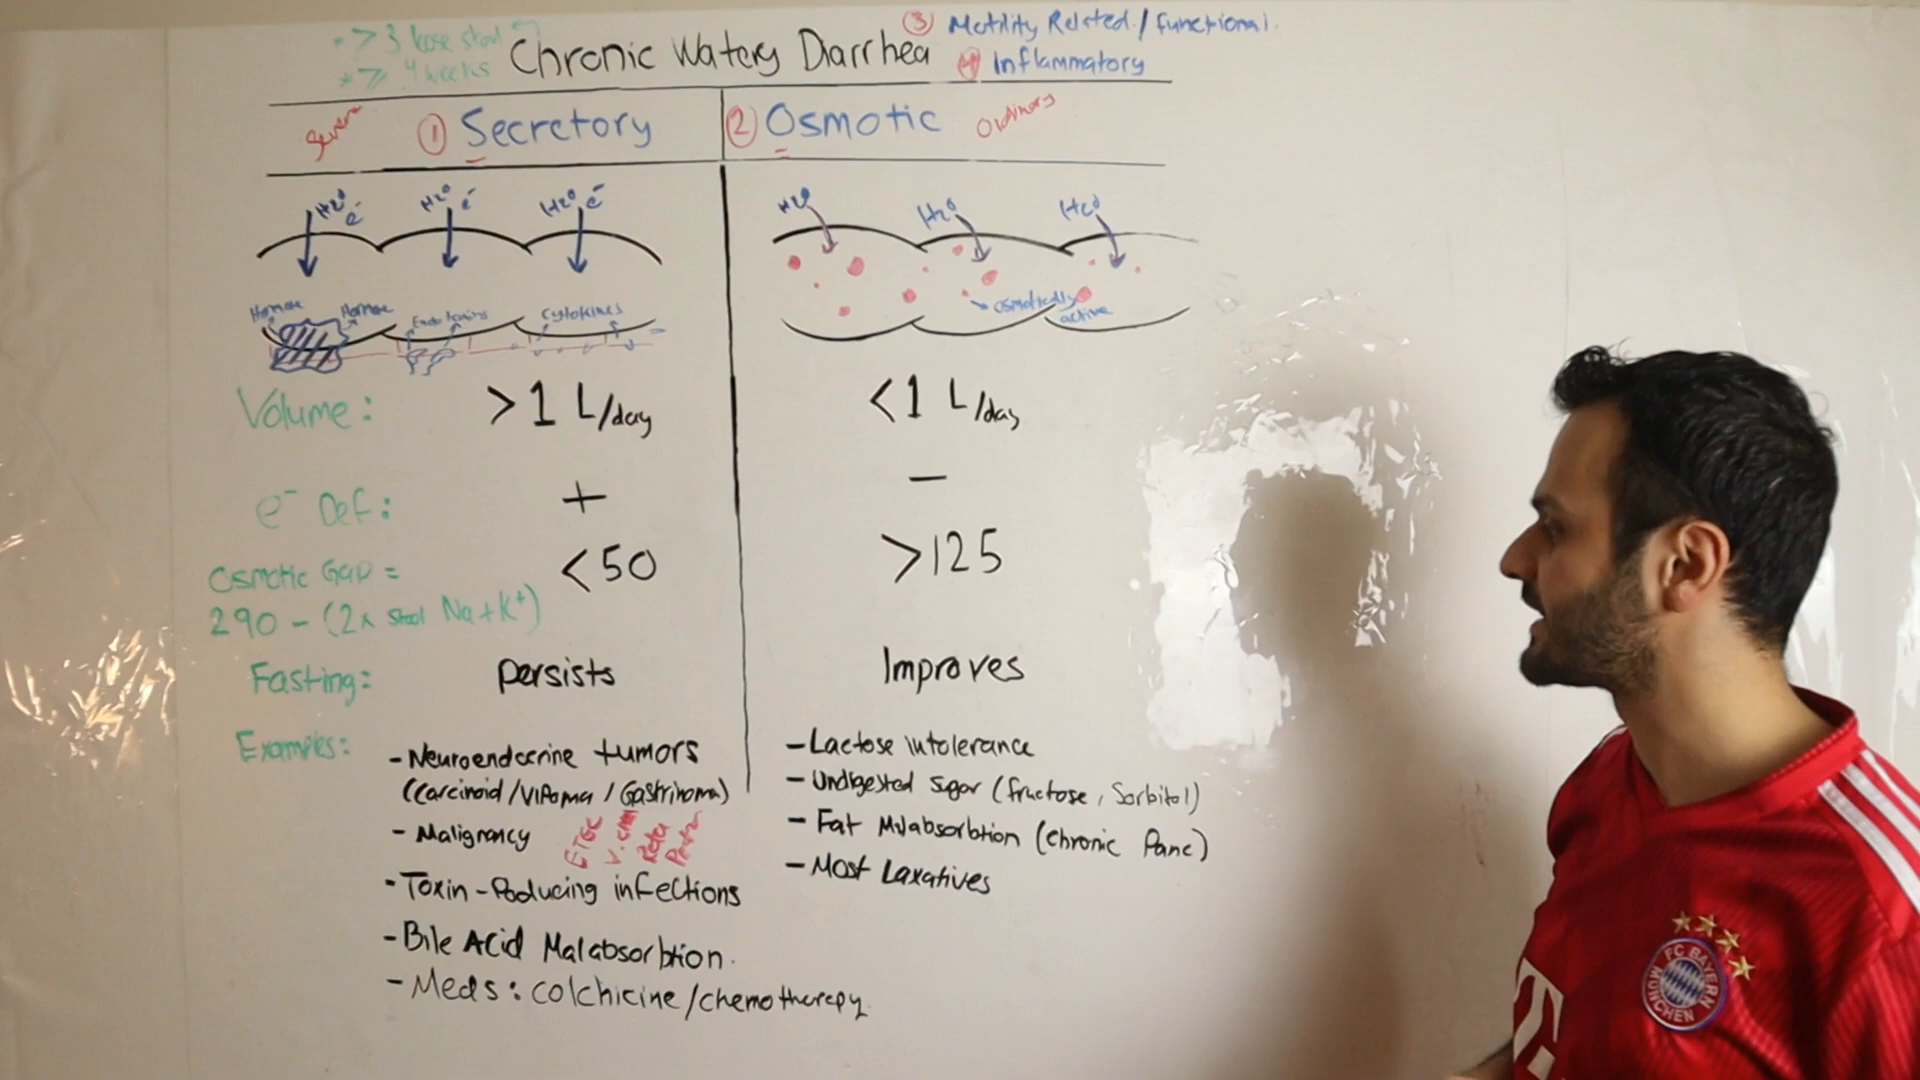 - > 3 loose stool
* ≥ 4 weeks
Chronic Watery Diarrhea
③ Motility Related / functional.
④ Inflammatory
Severe
① Secretory
② Osmotic
Ordinary
H2O e-
H2O e-
H2O e-
H2O
H2O
H2O
Hormone
Hormone
Endotoxins
Cytokines
osmotically
active
Volume:
>1 L/day
<1 L/day
e- Def:
+
-
Osmotic Gap =
<50
>125
290 - (2x stool Na + K+)
Fasting:
Persists
Improves
Examples:
- Neuroendocrine tumors
(Carcinoid/VIPoma/Gastrinoma)
- Malignancy
ETEC
V. Chol
Rota
- Toxin-Producing infections
- Bile Acid Malabsorbtion.
- Meds: colchicine/chemotherapy.
- Lactose intolerance
- Undigested sugar (fructose, Sorbitol)
- Fat Malabsorbtion (Chronic Panc)
- Most Laxatives
FC BAYERN
MÜNCHEN
T